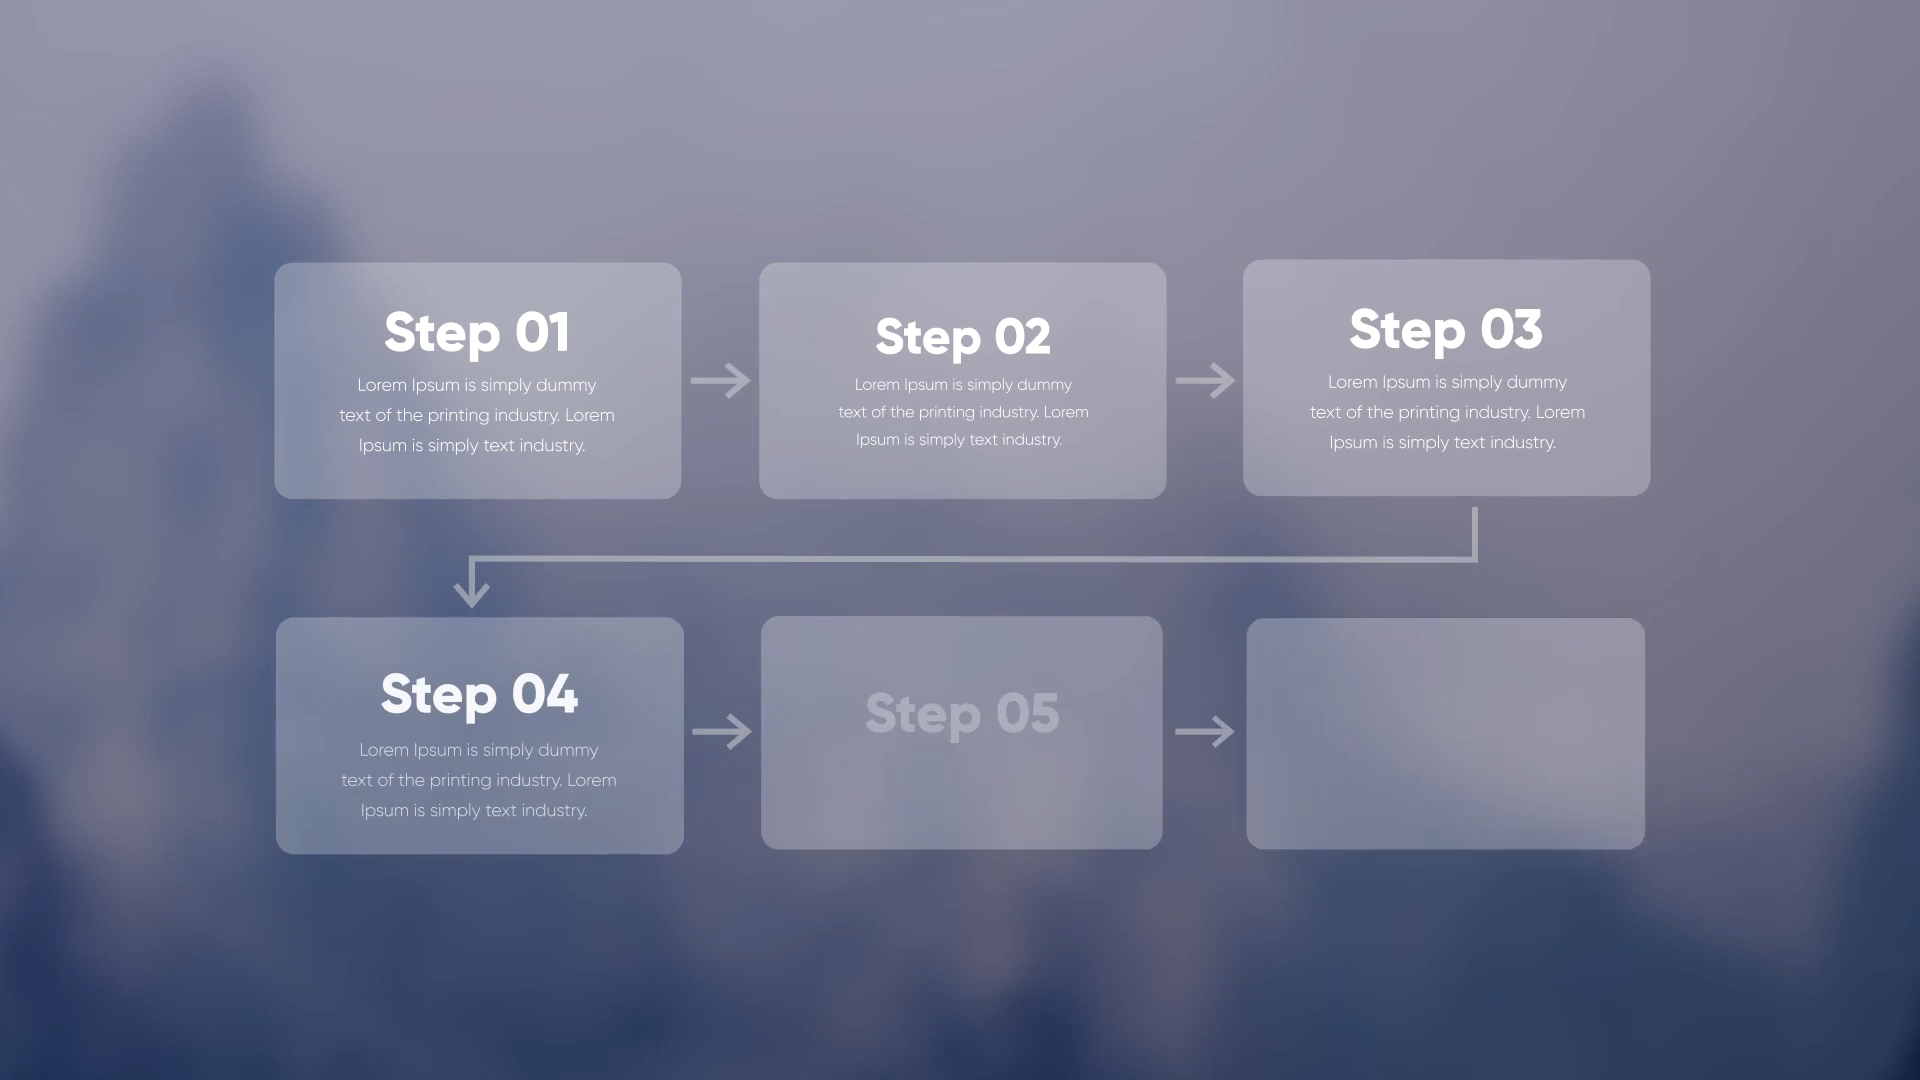 Step 01
Lorem Ipsum is simply dummy
text of the printing industry. Lorem
Ipsum is simply text industry.
Step 02
Lorem Ipsum is simply dummy
text of the printing industry. Lorem
Ipsum is simply text industry.
Step 03
Lorem Ipsum is simply dummy
text of the printing industry. Lorem
Ipsum is simply text industry.
Step 04
Lorem Ipsum is simply dummy
text of the printing industry. Lorem
Ipsum is simply text industry.
Step 05